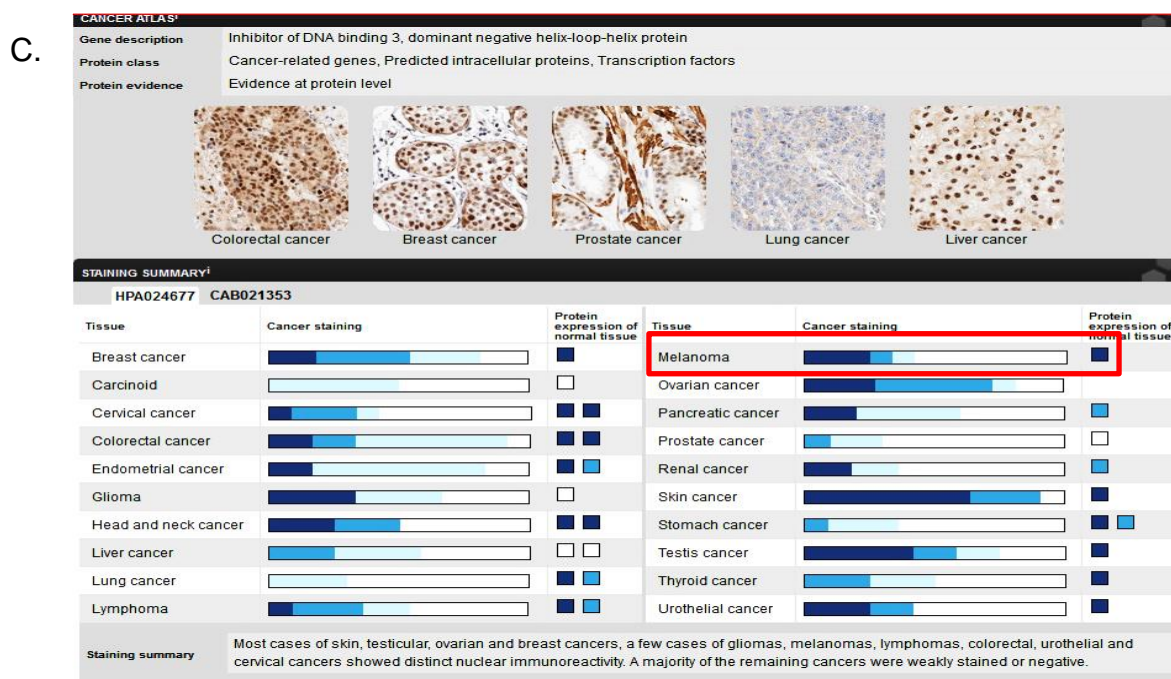 C.
CANCER ATLASi
Gene description Inhibitor of DNA binding 3, dominant negative helix-loop-helix protein
Protein class Cancer-related genes, Predicted intracellular proteins, Transcription factors
Protein evidence Evidence at protein level
Colorectal cancer Breast cancer Prostate cancer Lung cancer Liver cancer
STAINING SUMMARYi
HPA024677 CAB021353
Tissue Cancer staining Protein expression of normal tissue Tissue Cancer staining Protein expression of normal tissue
Breast cancer Melanoma
Carcinoid Ovarian cancer
Cervical cancer Pancreatic cancer
Colorectal cancer Prostate cancer
Endometrial cancer Renal cancer
Glioma Skin cancer
Head and neck cancer Stomach cancer
Liver cancer Testis cancer
Lung cancer Thyroid cancer
Lymphoma Urothelial cancer
Staining summary Most cases of skin, testicular, ovarian and breast cancers, a few cases of gliomas, melanomas, lymphomas, colorectal, urothelial and
cervical cancers showed distinct nuclear immunoreactivity. A majority of the remaining cancers were weakly stained or negative.